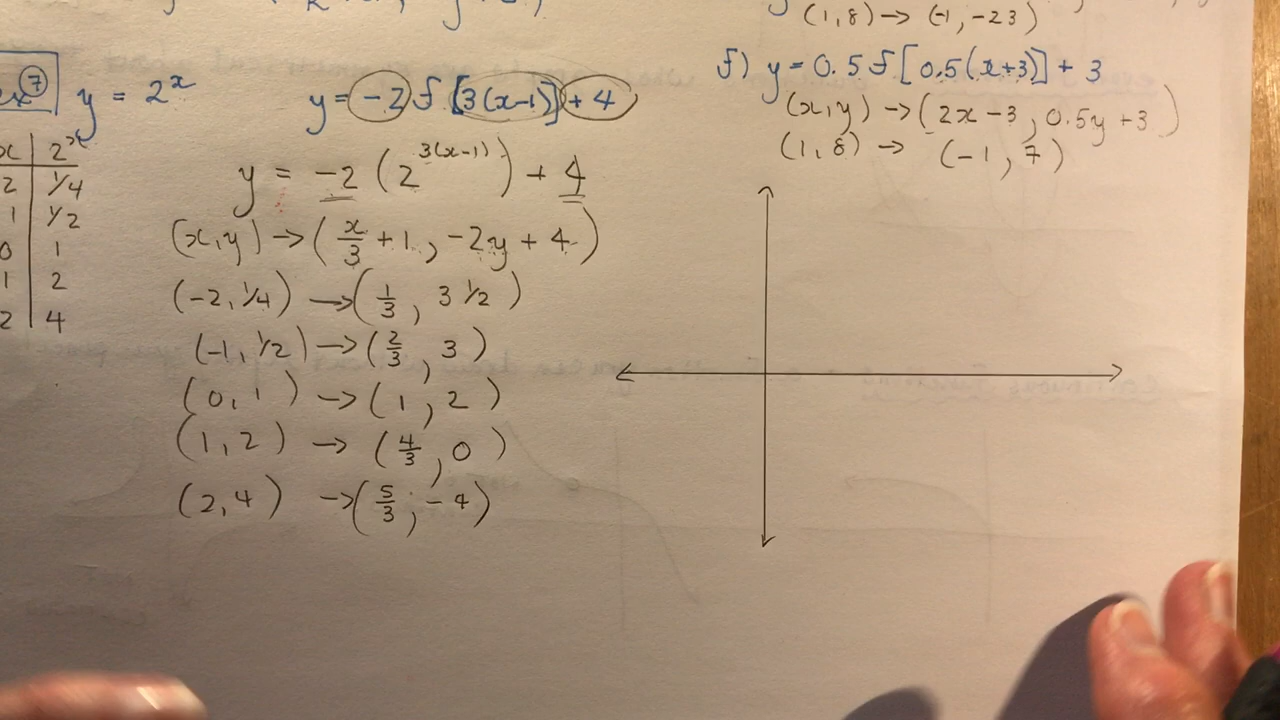 (1,8) → (-1, -23)
ex 7 y = 2^x
y = -2 f [3(x-1)] + 4
x | 2^x
2 | 1/4
1 | 1/2
0 | 1
1 | 2
2 | 4
y = -2 (2^3(x-1)) + 4
(x,y) → (x/3 + 1, -2y + 4)
(-2, 1/4) → (1/3, 3 1/2)
(-1, 1/2) → (2/3, 3)
(0, 1) → (1, 2)
(1, 2) → (4/3, 0)
(2, 4) → (5/3, -4)
f) y = 0.5 f [0.5(x+3)] + 3
(x,y) → (2x-3, 0.5y+3)
(1,8) → (-1, 7)